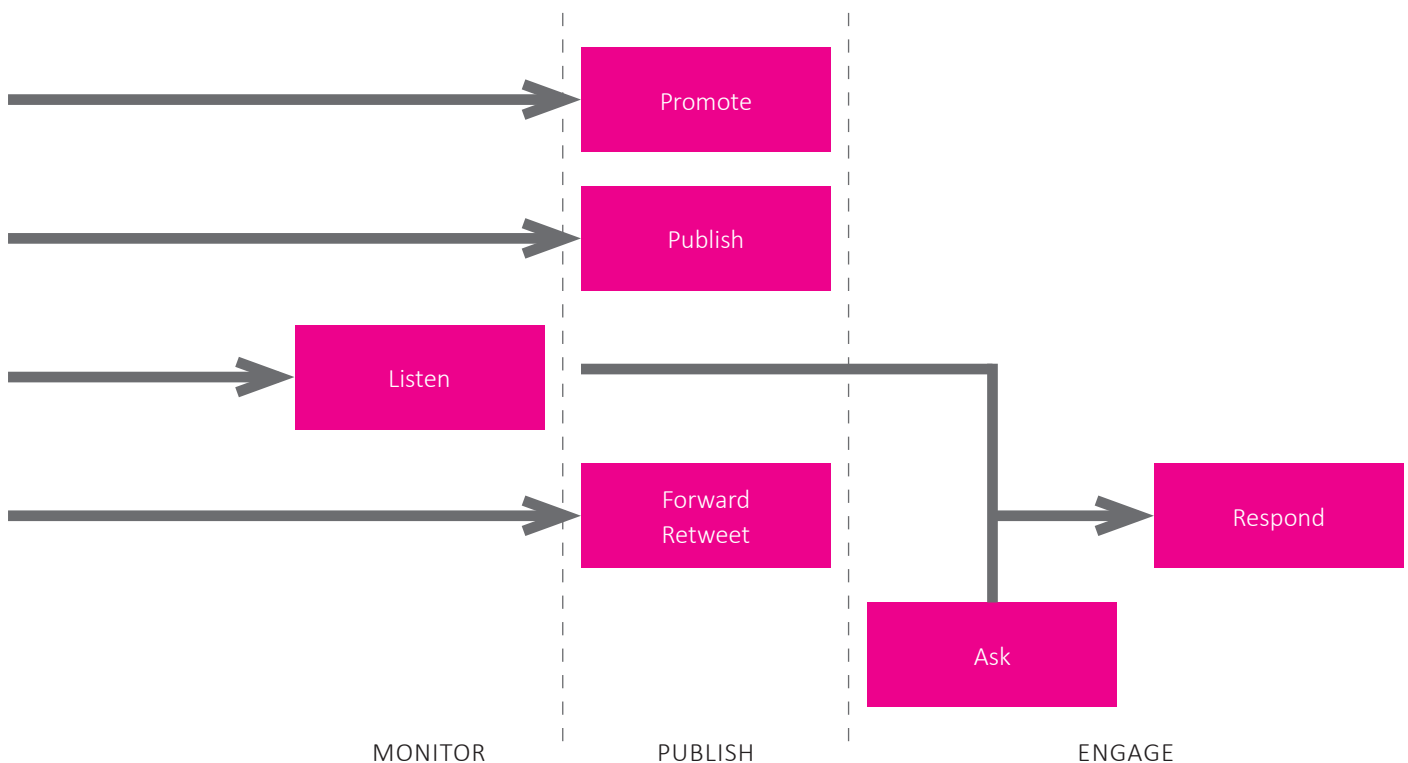 Promote
Publish
Listen
Forward
Retweet
Respond
Ask
MONITOR
PUBLISH
ENGAGE